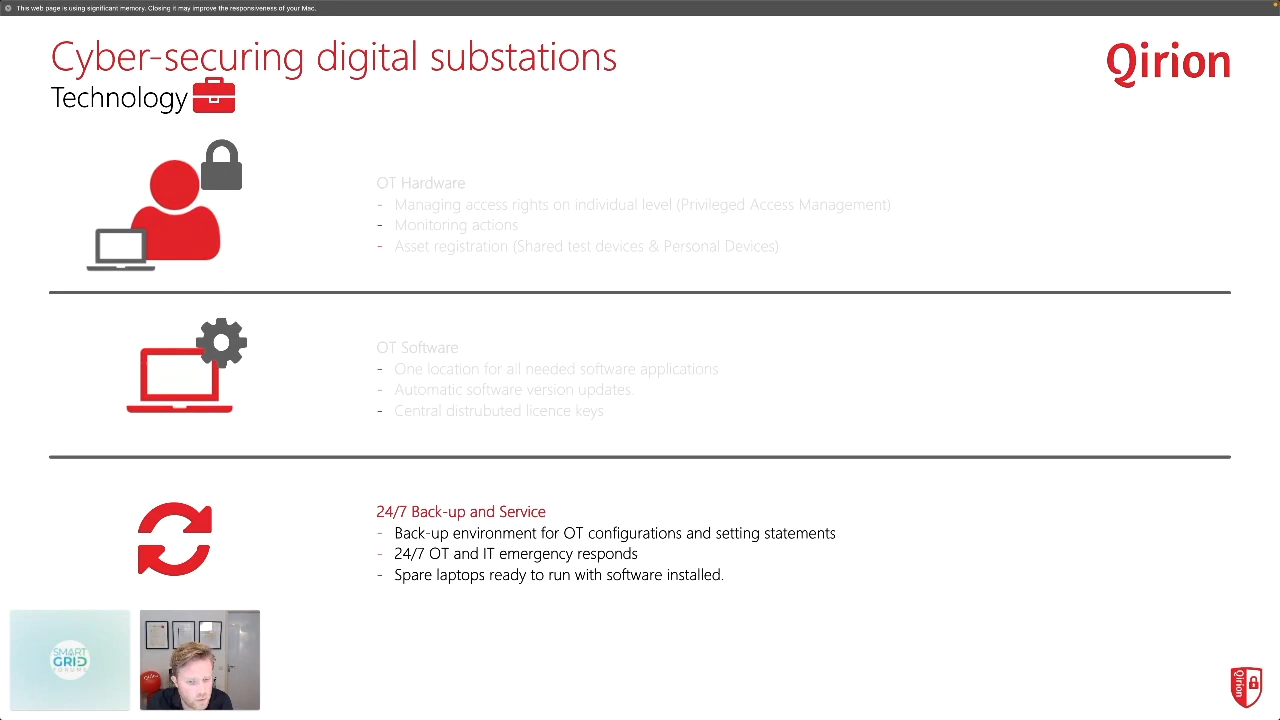 This web page is using significant memory. Closing it may improve the responsiveness of your Mac.
Cyber-securing digital substations
Qirion
Technology
OT Hardware
- Managing access rights on individual level (Privileged Access Management)
- Monitoring actions
- Asset registration (Shared test devices & Personal Devices)
OT Software
- One location for all needed software applications
- Automatic software version updates.
- Central distrubuted licence keys
24/7 Back-up and Service
- Back-up environment for OT configurations and setting statements
- 24/7 OT and IT emergency responds
- Spare laptops ready to run with software installed.
SMART
GRID
FORUMS
Qirion
Qirion